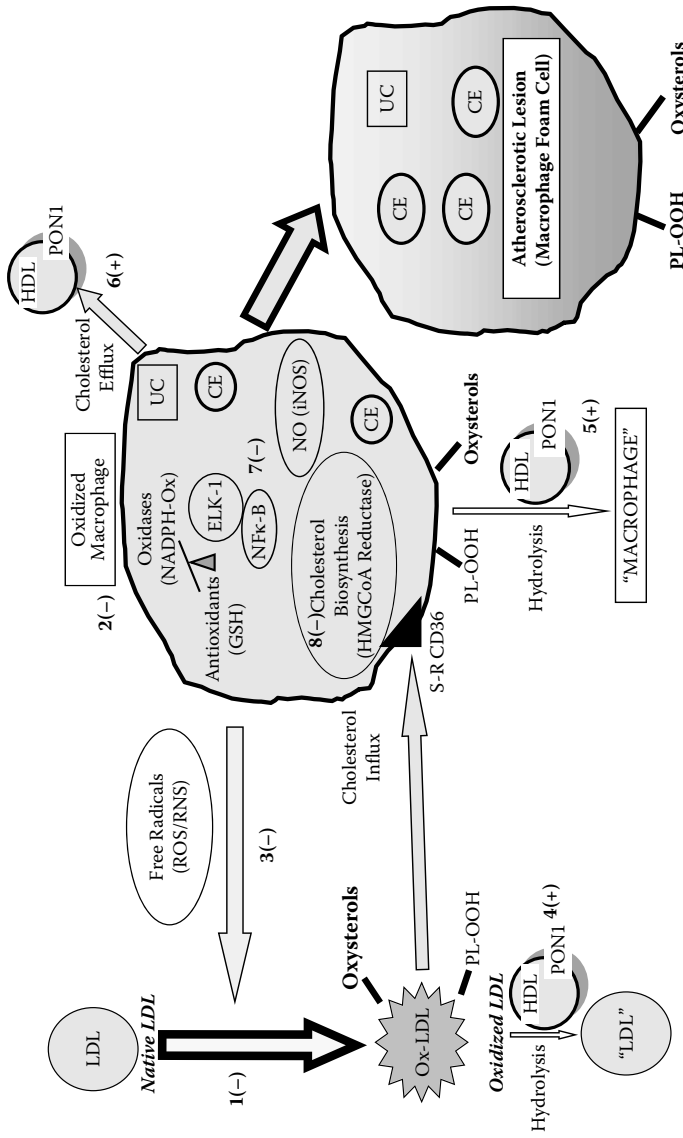 LDL
Native LDL
1(–)
Free Radicals
(ROS/RNS)
3(–)
Oxidized
Macrophage
2(–)
Oxidases
(NADPH-Ox)
Antioxidants
(GSH)
ELK-1
NFκ-B
7(–)
NO (iNOS)
UC
CE
CE
8(–)Cholesterol
Biosynthesis
(HMGCoA Reductase)
Cholesterol
Efflux
HDL
PON1
6(+)
Oxysterols
PL-OOH
Ox-LDL
Oxidized LDL
Cholesterol
Influx
S-R CD36
PL-OOH
Oxysterols
Hydrolysis
HDL
PON1
4(+)
"LDL"
Hydrolysis
HDL
PON1
5(+)
"MACROPHAGE"
UC
CE
CE
CE
Atherosclerotic Lesion
(Macrophage Foam Cell)
PL-OOH
Oxysterols